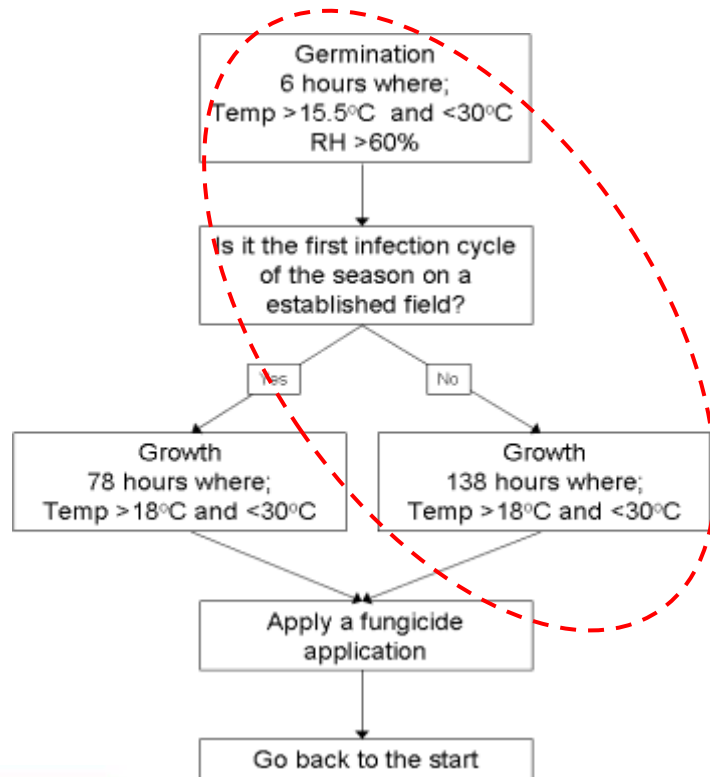 Germination
6 hours where;
Temp >15.5°C and <30°C
RH >60%
Is it the first infection cycle
of the season on a
established field?
Yes
No
Growth
78 hours where;
Temp >18°C and <30°C
Growth
138 hours where;
Temp >18°C and <30°C
Apply a fungicide
application
Go back to the start